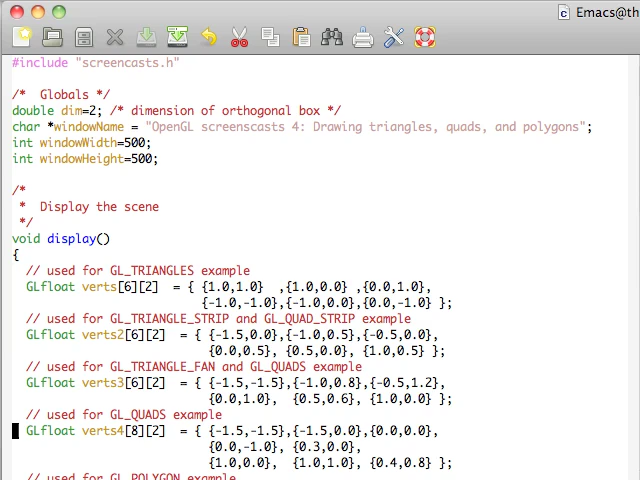 Emacs@th
#include "screencasts.h"
/*  Globals */
double dim=2; /* dimension of orthogonal box */
char *windowName = "OpenGL screenscasts 4: Drawing triangles, quads, and polygons";
int windowWidth=500;
int windowHeight=500;
/*
 *  Display the scene
 */
void display()
{
  // used for GL_TRIANGLES example
  GLfloat verts[6][2]  = { {1.0,1.0}  ,{1.0,0.0} ,{0.0,1.0},
                           {-1.0,-1.0},{-1.0,0.0},{0.0,-1.0} };
  // used for GL_TRIANGLE_STRIP and GL_QUAD_STRIP example
  GLfloat verts2[6][2]  = { {-1.5,0.0},{-1.0,0.5},{-0.5,0.0},
                            {0.0,0.5}, {0.5,0.0}, {1.0,0.5} };
  // used for GL_TRIANGLE_FAN and GL_QUADS example
  GLfloat verts3[6][2]  = { {-1.5,-1.5},{-1.0,0.8},{-0.5,1.2},
                            {0.0,1.0},  {0.5,0.6}, {1.0,0.0} };
  // used for GL_QUADS example
  GLfloat verts4[8][2]  = { {-1.5,-1.5},{-1.5,0.0},{0.0,0.0},
                            {0.0,-1.0}, {0.3,0.0},
                            {1.0,0.0},  {1.0,1.0}, {0.4,0.8} };
  // used for GL_POLYGON example